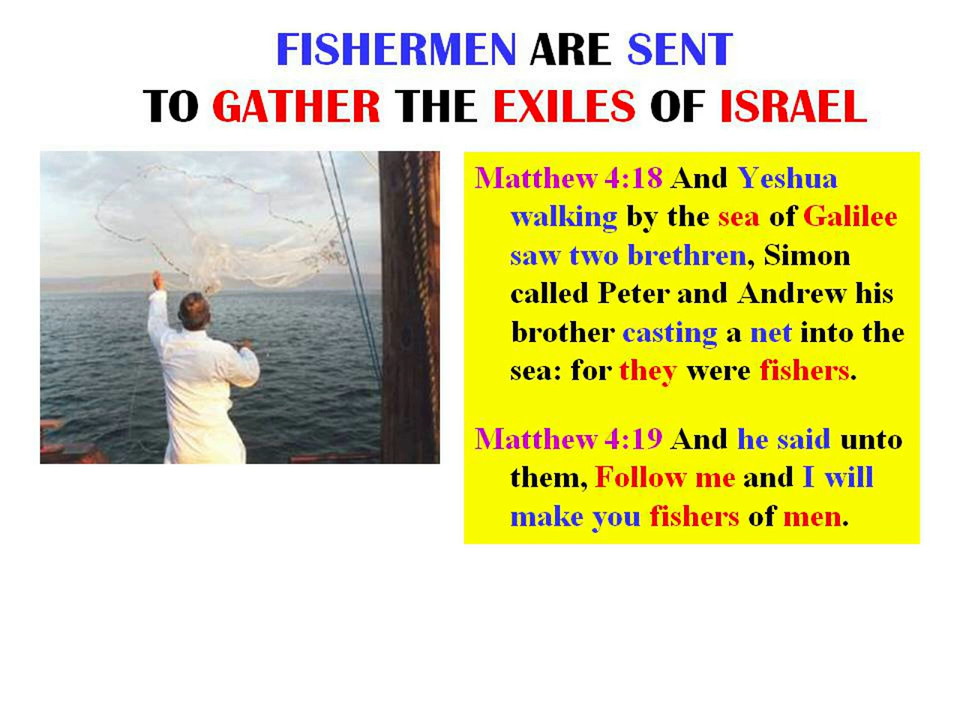 FISHERMEN ARE SENT
TO GATHER THE EXILES OF ISRAEL
Matthew 4:18 And Yeshua
walking by the sea of Galilee
saw two brethren, Simon
called Peter and Andrew his
brother casting a net into the
sea: for they were fishers.
Matthew 4:19 And he said unto
them, Follow me and I will
make you fishers of men.